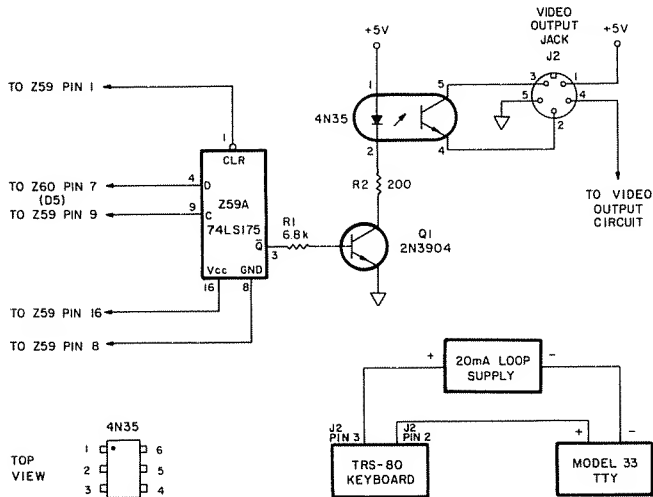 VIDEO
OUTPUT
JACK
J2
+5V
+5V
1
5
3
1
5
4
2
4N35
2
4
TO Z59 PIN 1
1
CLR
R2
200
TO Z60 PIN 7
(D5)
4
D
Z59A
TO Z59 PIN 9
9
C
74LS175
Q̅
3
R1
6.8k
Q1
2N3904
TO VIDEO
OUTPUT
CIRCUIT
Vcc
GND
16
8
TO Z59 PIN 16
TO Z59 PIN 8
+
20mA LOOP
SUPPLY
-
4N35
TOP
VIEW
1
2
3
6
5
4
J2
PIN 3
J2
PIN 2
TRS-80
KEYBOARD
+
-
MODEL 33
TTY